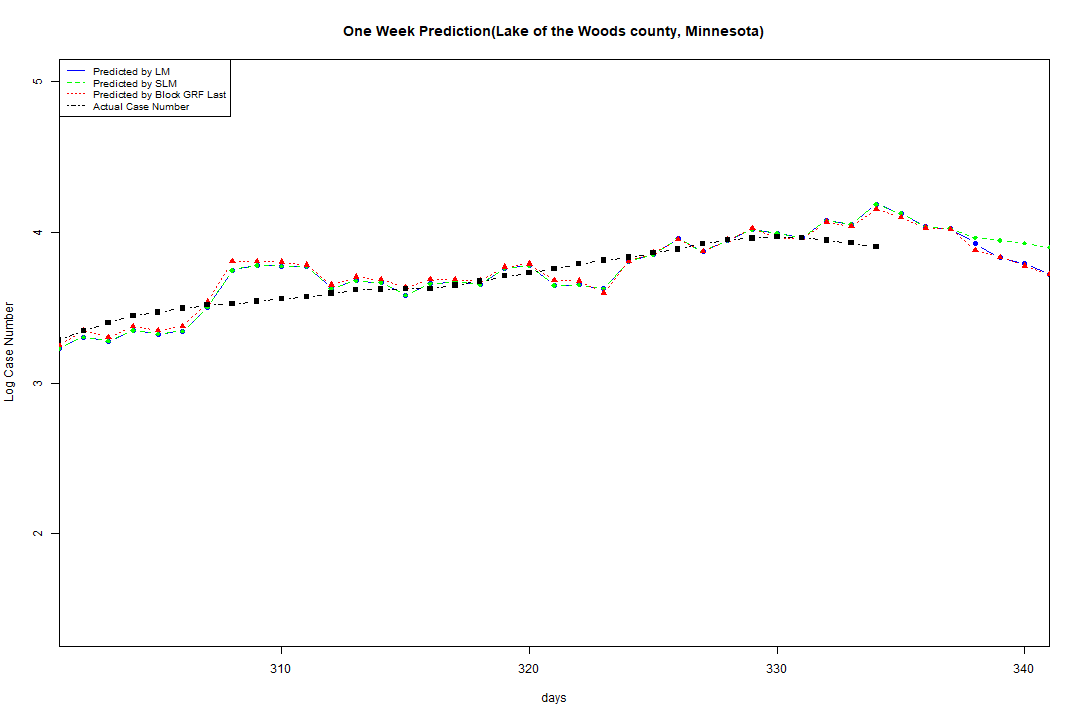 One Week Prediction(Lake of the Woods county, Minnesota)
Predicted by LM
Predicted by SLM
Predicted by Block GRF Last
Actual Case Number
5
4
3
2
Log Case Number
310 320 330 340
days